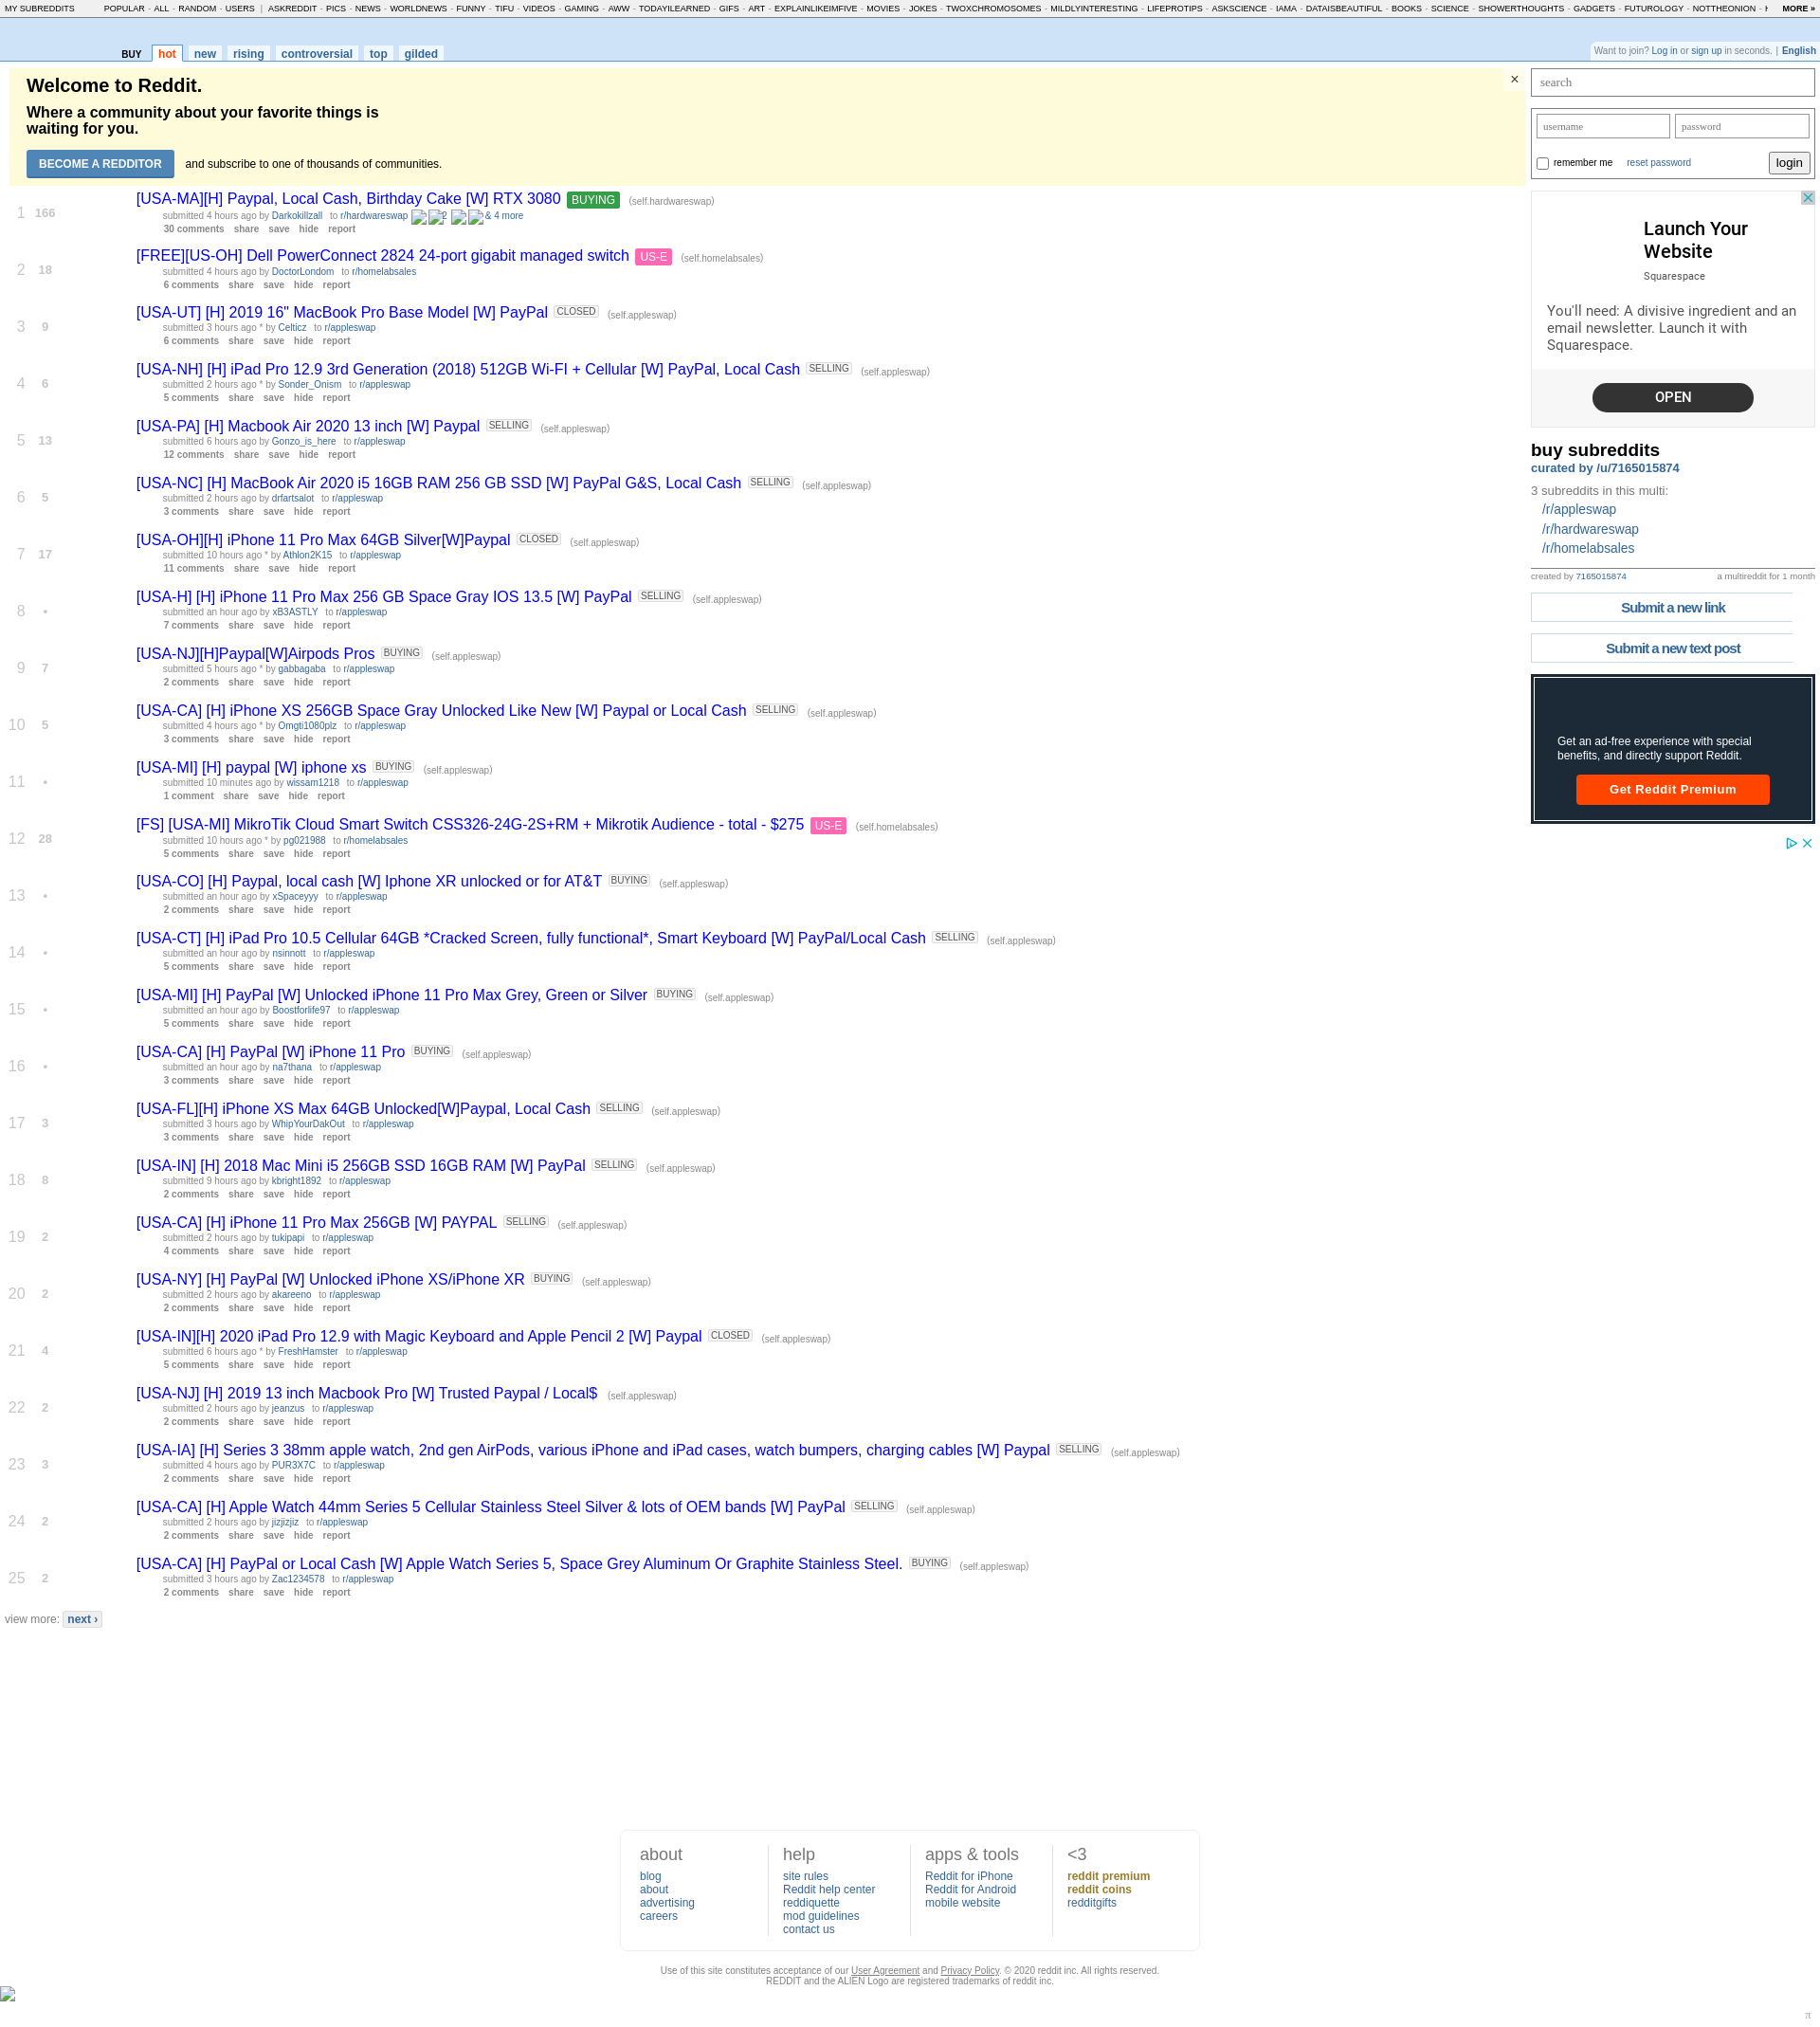 MY SUBREDDITS POPULAR - ALL - RANDOM - USERS | ASKREDDIT - PICS - NEWS - WORLDNEWS - FUNNY - TIFU - VIDEOS - GAMING - AWW - TODAYILEARNED - GIFS - ART - EXPLAINLIKEIMFIVE - MOVIES - JOKES - TWOXCHROMOSOMES - MILDLYINTERESTING - LIFEPROTIPS - ASKSCIENCE - IAMA - DATAISBEAUTIFUL - BOOKS - SCIENCE - SHOWERTHOUGHTS - GADGETS - FUTUROLOGY - NOTTHEONION - MORE »
BUY hot new rising controversial top gilded
Want to join? Log in or sign up in seconds. | English
Welcome to Reddit.
×
Where a community about your favorite things is
waiting for you.
BECOME A REDDITOR and subscribe to one of thousands of communities.
1 166
[USA-MA][H] Paypal, Local Cash, Birthday Cake [W] RTX 3080 BUYING (self.hardwareswap)
submitted 4 hours ago by Darkokillzall to r/hardwareswap 2 & 4 more
30 comments share save hide report
2 18
[FREE][US-OH] Dell PowerConnect 2824 24-port gigabit managed switch US-E (self.homelabsales)
submitted 4 hours ago by DoctorLondom to r/homelabsales
6 comments share save hide report
3 9
[USA-UT] [H] 2019 16" MacBook Pro Base Model [W] PayPal CLOSED (self.appleswap)
submitted 3 hours ago * by Celticz to r/appleswap
6 comments share save hide report
4 6
[USA-NH] [H] iPad Pro 12.9 3rd Generation (2018) 512GB Wi-FI + Cellular [W] PayPal, Local Cash SELLING (self.appleswap)
submitted 2 hours ago * by Sonder_Onism to r/appleswap
5 comments share save hide report
5 13
[USA-PA] [H] Macbook Air 2020 13 inch [W] Paypal SELLING (self.appleswap)
submitted 6 hours ago by Gonzo_is_here to r/appleswap
12 comments share save hide report
6 5
[USA-NC] [H] MacBook Air 2020 i5 16GB RAM 256 GB SSD [W] PayPal G&S, Local Cash SELLING (self.appleswap)
submitted 2 hours ago by drfartsalot to r/appleswap
3 comments share save hide report
7 17
[USA-OH][H] iPhone 11 Pro Max 64GB Silver[W]Paypal CLOSED (self.appleswap)
submitted 10 hours ago * by Athlon2K15 to r/appleswap
11 comments share save hide report
8 •
[USA-H] [H] iPhone 11 Pro Max 256 GB Space Gray IOS 13.5 [W] PayPal SELLING (self.appleswap)
submitted an hour ago by xB3ASTLY to r/appleswap
7 comments share save hide report
9 7
[USA-NJ][H]Paypal[W]Airpods Pros BUYING (self.appleswap)
submitted 5 hours ago * by gabbagaba to r/appleswap
2 comments share save hide report
10 5
[USA-CA] [H] iPhone XS 256GB Space Gray Unlocked Like New [W] Paypal or Local Cash SELLING (self.appleswap)
submitted 4 hours ago * by Omgti1080plz to r/appleswap
3 comments share save hide report
11 •
[USA-MI] [H] paypal [W] iphone xs BUYING (self.appleswap)
submitted 10 minutes ago by wissam1218 to r/appleswap
1 comment share save hide report
12 28
[FS] [USA-MI] MikroTik Cloud Smart Switch CSS326-24G-2S+RM + Mikrotik Audience - total - $275 US-E (self.homelabsales)
submitted 10 hours ago * by pg021988 to r/homelabsales
5 comments share save hide report
13 •
[USA-CO] [H] Paypal, local cash [W] Iphone XR unlocked or for AT&T BUYING (self.appleswap)
submitted an hour ago by xSpaceyyy to r/appleswap
2 comments share save hide report
14 •
[USA-CT] [H] iPad Pro 10.5 Cellular 64GB *Cracked Screen, fully functional*, Smart Keyboard [W] PayPal/Local Cash SELLING (self.appleswap)
submitted an hour ago by nsinnott to r/appleswap
5 comments share save hide report
15 •
[USA-MI] [H] PayPal [W] Unlocked iPhone 11 Pro Max Grey, Green or Silver BUYING (self.appleswap)
submitted an hour ago by Boostforlife97 to r/appleswap
5 comments share save hide report
16 •
[USA-CA] [H] PayPal [W] iPhone 11 Pro BUYING (self.appleswap)
submitted an hour ago by na7thana to r/appleswap
3 comments share save hide report
17 3
[USA-FL][H] iPhone XS Max 64GB Unlocked[W]Paypal, Local Cash SELLING (self.appleswap)
submitted 3 hours ago by WhipYourDakOut to r/appleswap
3 comments share save hide report
18 8
[USA-IN] [H] 2018 Mac Mini i5 256GB SSD 16GB RAM [W] PayPal SELLING (self.appleswap)
submitted 9 hours ago by kbright1892 to r/appleswap
2 comments share save hide report
19 2
[USA-CA] [H] iPhone 11 Pro Max 256GB [W] PAYPAL SELLING (self.appleswap)
submitted 2 hours ago by tukipapi to r/appleswap
4 comments share save hide report
20 2
[USA-NY] [H] PayPal [W] Unlocked iPhone XS/iPhone XR BUYING (self.appleswap)
submitted 2 hours ago by akareeno to r/appleswap
2 comments share save hide report
21 4
[USA-IN][H] 2020 iPad Pro 12.9 with Magic Keyboard and Apple Pencil 2 [W] Paypal CLOSED (self.appleswap)
submitted 6 hours ago * by FreshHamster to r/appleswap
5 comments share save hide report
22 2
[USA-NJ] [H] 2019 13 inch Macbook Pro [W] Trusted Paypal / Local$ (self.appleswap)
submitted 2 hours ago by jeanzus to r/appleswap
2 comments share save hide report
23 3
[USA-IA] [H] Series 3 38mm apple watch, 2nd gen AirPods, various iPhone and iPad cases, watch bumpers, charging cables [W] Paypal SELLING (self.appleswap)
submitted 4 hours ago by PUR3X7C to r/appleswap
2 comments share save hide report
24 2
[USA-CA] [H] Apple Watch 44mm Series 5 Cellular Stainless Steel Silver & lots of OEM bands [W] PayPal SELLING (self.appleswap)
submitted 2 hours ago by jizjizjiz to r/appleswap
2 comments share save hide report
25 2
[USA-CA] [H] PayPal or Local Cash [W] Apple Watch Series 5, Space Grey Aluminum Or Graphite Stainless Steel. BUYING (self.appleswap)
submitted 3 hours ago by Zac1234578 to r/appleswap
2 comments share save hide report
view more: next ›
search
username password
remember me reset password login
Launch Your
Website
Squarespace
You'll need: A divisive ingredient and an
email newsletter. Launch it with
Squarespace.
OPEN
buy subreddits
curated by /u/7165015874
3 subreddits in this multi:
/r/appleswap
/r/hardwareswap
/r/homelabsales
created by 7165015874 a multireddit for 1 month
Submit a new link
Submit a new text post
Get an ad-free experience with special
benefits, and directly support Reddit.
Get Reddit Premium
about
blog
about
advertising
careers
help
site rules
Reddit help center
reddiquette
mod guidelines
contact us
apps & tools
Reddit for iPhone
Reddit for Android
mobile website
<3
reddit premium
reddit coins
redditgifts
Use of this site constitutes acceptance of our User Agreement and Privacy Policy. © 2020 reddit inc. All rights reserved.
REDDIT and the ALIEN Logo are registered trademarks of reddit inc.
π